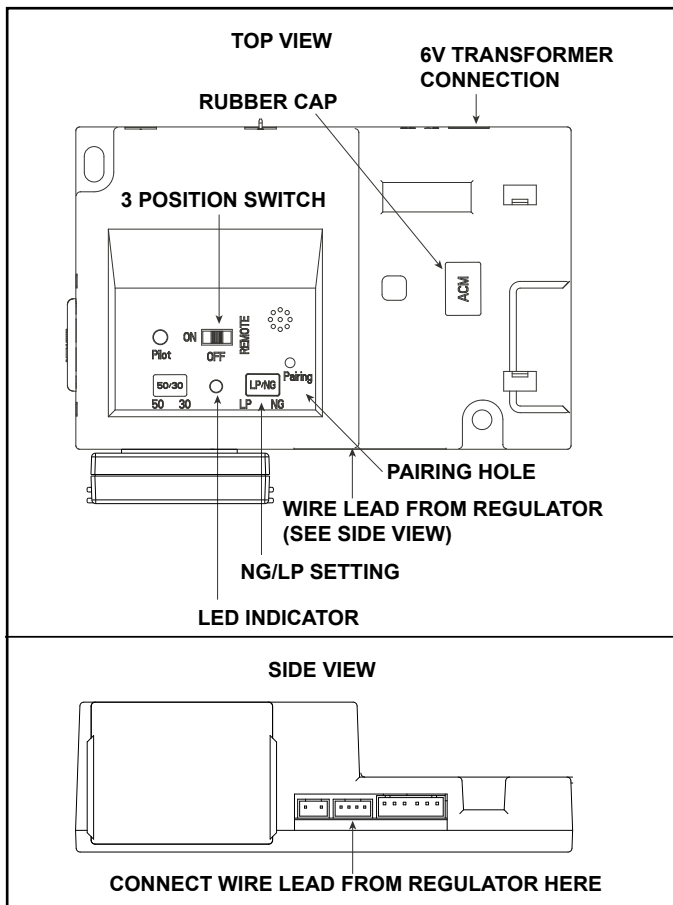 TOP VIEW
6V TRANSFORMER
CONNECTION
RUBBER CAP
3 POSITION SWITCH
ACM
ON
REMOTE
Pilot
OFF
Pairing
50/30
LP/NG
50 30
LP NG
PAIRING HOLE
WIRE LEAD FROM REGULATOR
(SEE SIDE VIEW)
NG/LP SETTING
LED INDICATOR
SIDE VIEW
CONNECT WIRE LEAD FROM REGULATOR HERE